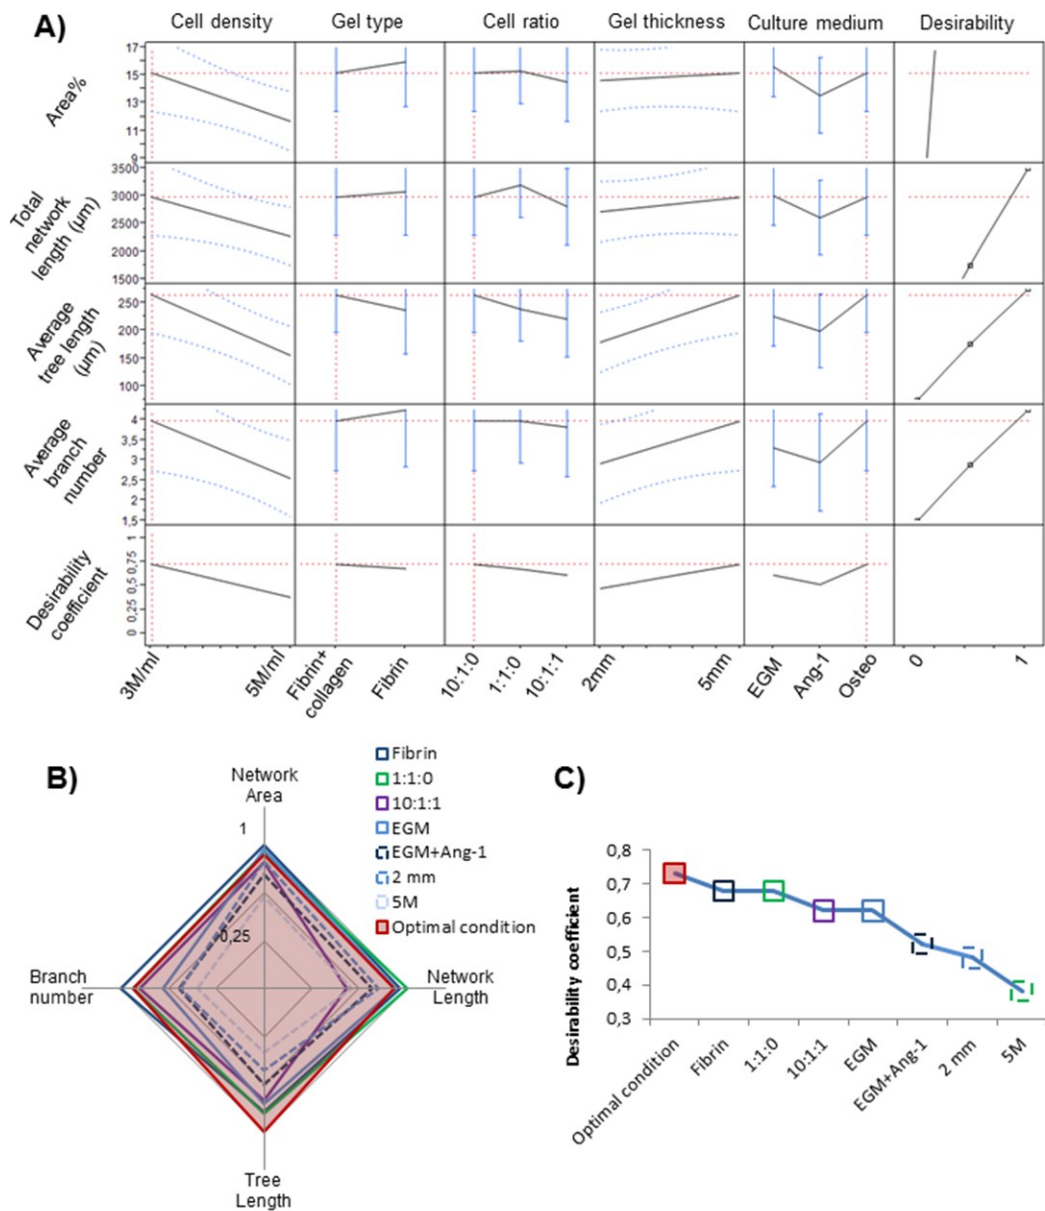 A)
Cell density
Gel type
Cell ratio
Gel thickness
Culture medium
Desirability
Area%
17
15
13
11
9
Total
network
length (µm)
3500
3000
2500
2000
1500
Average
tree length
(µm)
250
200
150
100
Average
branch
number
4
3,5
3
2,5
2
1,5
Desirability
coefficient
1
0,75
0,5
0,25
0
3M/ml
5M/ml
Fibrin+
collagen
Fibrin
10:1:0
1:1:0
10:1:1
2mm
5mm
EGM
Ang-1
Osteo
0
1
B)
Network
Area
1
0,25
Branch
number
Network
Length
Tree
Length
Fibrin
1:1:0
10:1:1
EGM
EGM+Ang-1
2 mm
5M
Optimal condition
C)
Desirability coefficient
0,8
0,7
0,6
0,5
0,4
0,3
Optimal condition
Fibrin
1:1:0
10:1:1
EGM
EGM+Ang-1
2 mm
5M